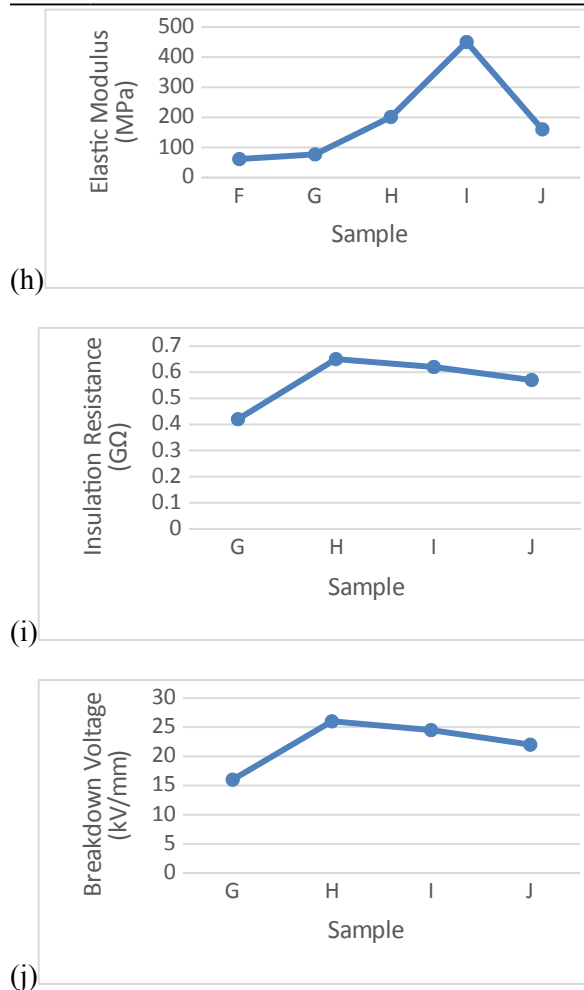 500
400
300
200
100
0
Elastic Modulus
(MPa)
F G H I J
Sample
(h)
0.7
0.6
0.5
0.4
0.3
0.2
0.1
0
Insulation Resistance
(GΩ)
G H I J
Sample
(i)
30
25
20
15
10
5
0
Breakdown Voltage
(kV/mm)
G H I J
Sample
(j)